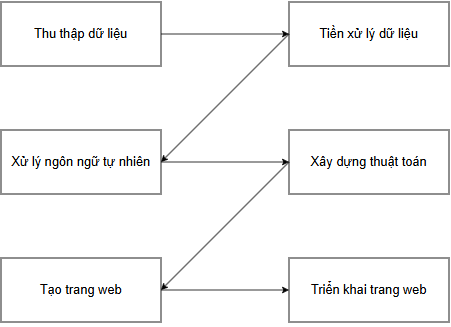 Thu thập dữ liệu
Tiền xử lý dữ liệu
Xử lý ngôn ngữ tự nhiên
Xây dựng thuật toán
Tạo trang web
Triển khai trang web